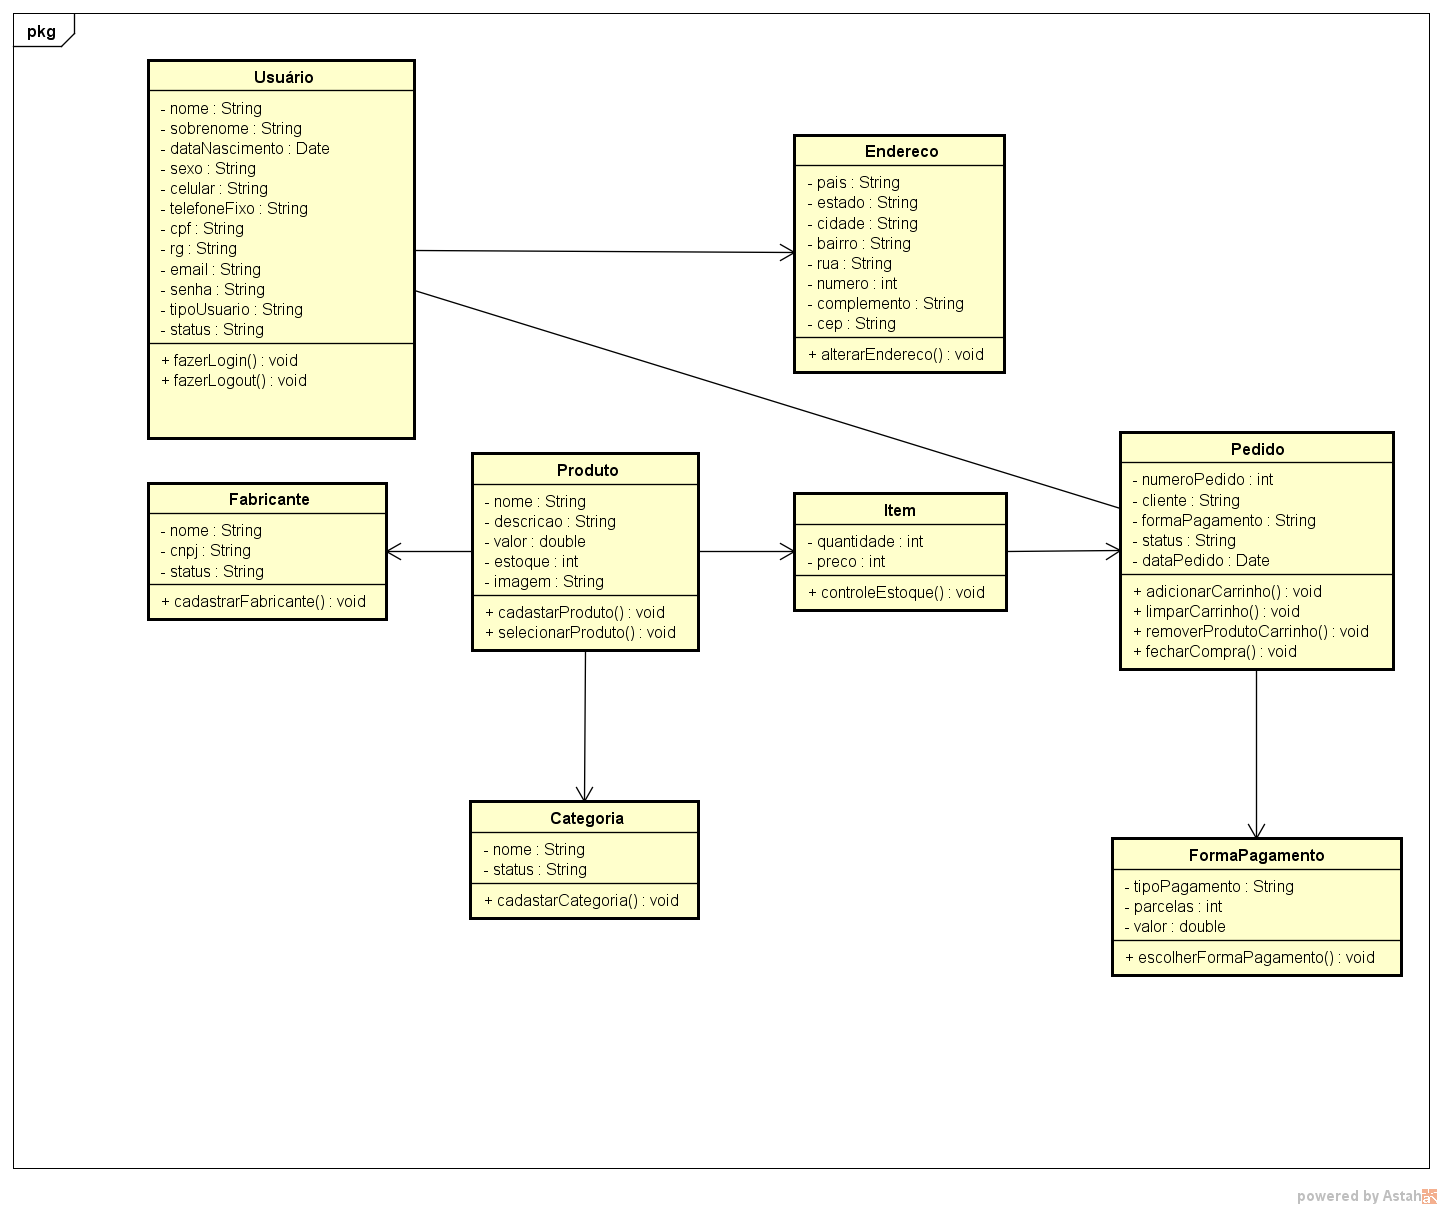 pkg
Usuário
- nome : String
- sobrenome : String
- dataNascimento : Date
- sexo : String
- celular : String
- telefoneFixo : String
- cpf : String
- rg : String
- email : String
- senha : String
- tipoUsuario : String
- status : String
+ fazerLogin() : void
+ fazerLogout() : void
Endereco
- pais : String
- estado : String
- cidade : String
- bairro : String
- rua : String
- numero : int
- complemento : String
- cep : String
+ alterarEndereco() : void
Fabricante
- nome : String
- cnpj : String
- status : String
+ cadastrarFabricante() : void
Produto
- nome : String
- descricao : String
- valor : double
- estoque : int
- imagem : String
+ cadastarProduto() : void
+ selecionarProduto() : void
Item
- quantidade : int
- preco : int
+ controleEstoque() : void
Pedido
- numeroPedido : int
- cliente : String
- formaPagamento : String
- status : String
- dataPedido : Date
+ adicionarCarrinho() : void
+ limparCarrinho() : void
+ removerProdutoCarrinho() : void
+ fecharCompra() : void
Categoria
- nome : String
- status : String
+ cadastarCategoria() : void
FormaPagamento
- tipoPagamento : String
- parcelas : int
- valor : double
+ escolherFormaPagamento() : void
powered by Astah